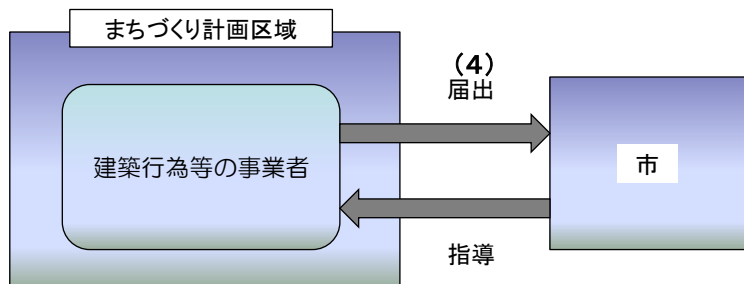 まちづくり計画区域
（4）
届出
建築行為等の事業者
市
指導